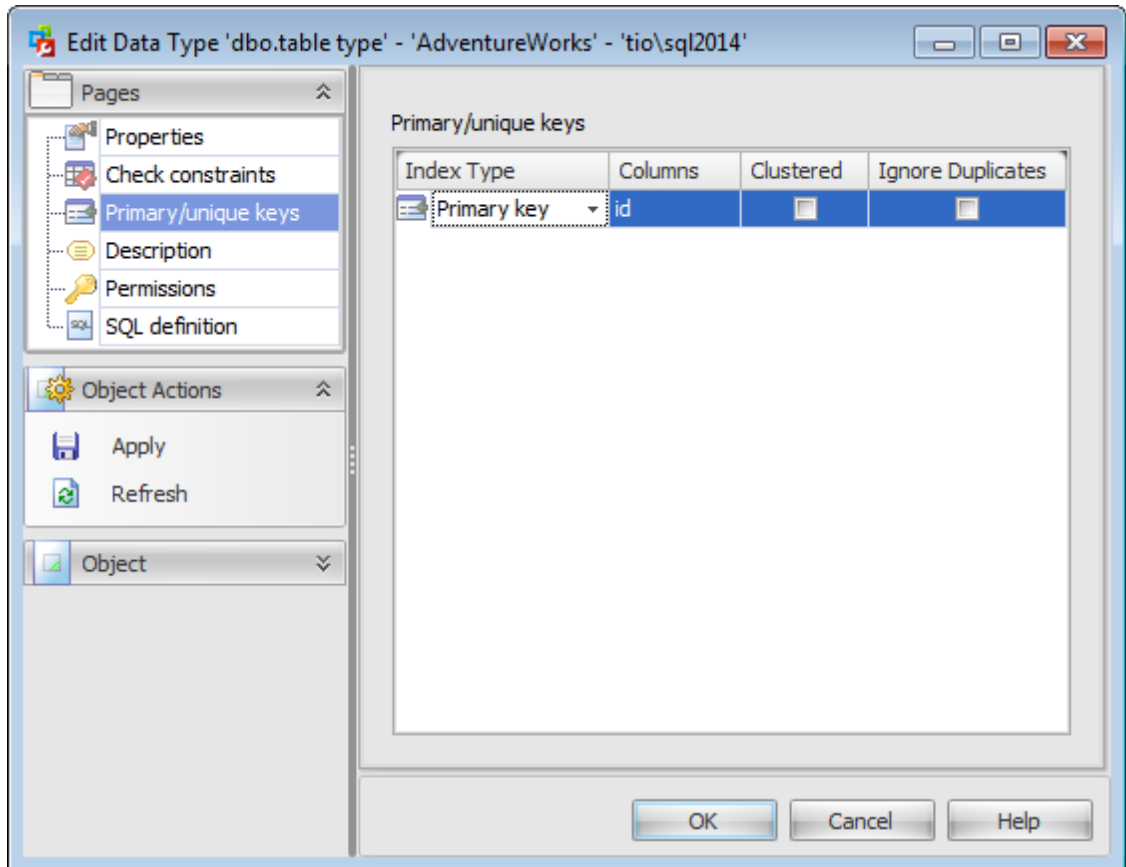 Edit Data Type 'dbo.table type' - 'AdventureWorks' - 'tio\sql2014'
Pages
Properties
Check constraints
Primary/unique keys
Description
Permissions
SQL
SQL definition
Object Actions
Apply
Refresh
Object
Primary/unique keys
Index Type Columns Clustered Ignore Duplicates
Primary key id
OK Cancel Help